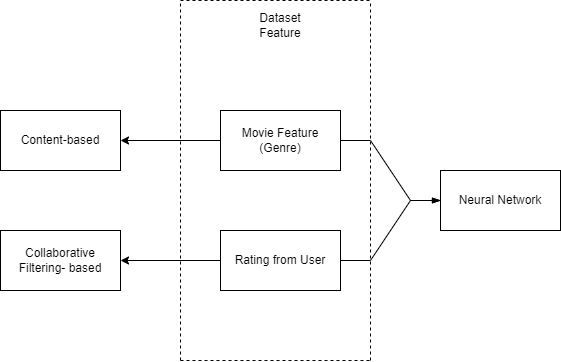 Dataset
Feature
Content-based
Movie Feature
(Genre)
Neural Network
Collaborative
Filtering- based
Rating from User